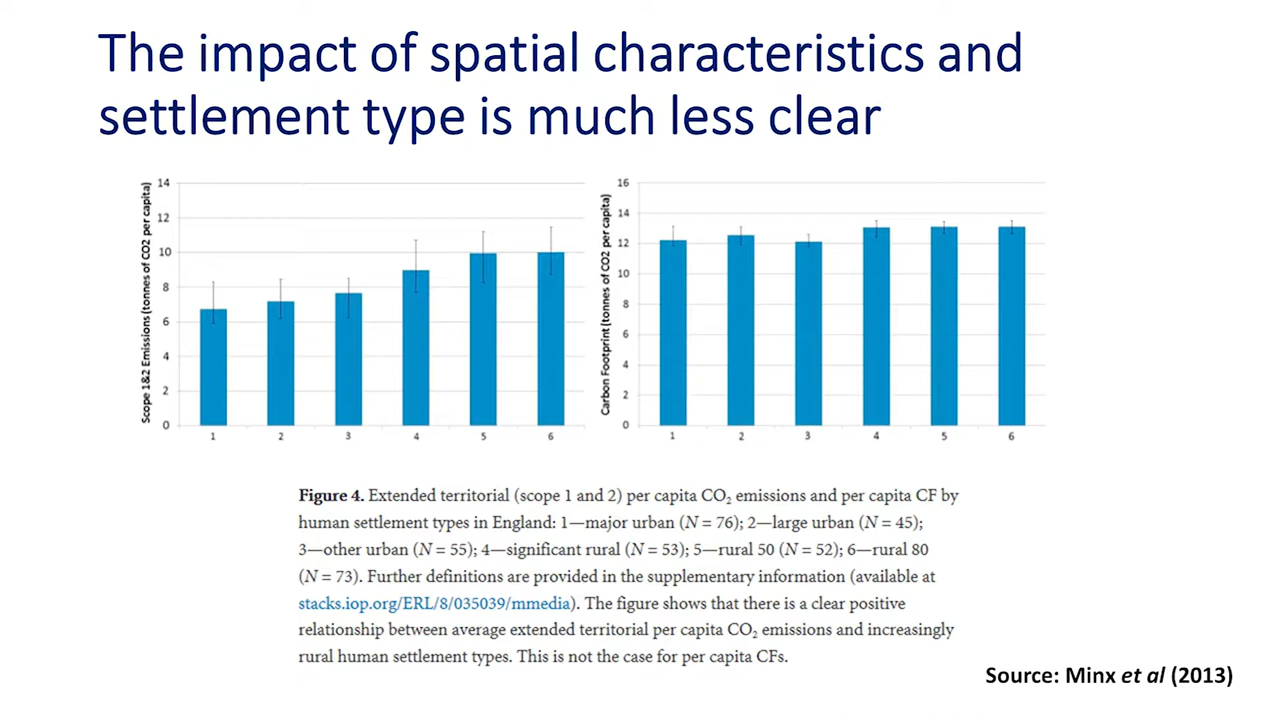 The impact of spatial characteristics and
settlement type is much less clear
Scope 1&2 Emissions (tonnes of CO2 per capita)
14
12
10
8
6
4
2
0
1 2 3 4 5 6
Carbon Footprint (tonnes of CO2 per capita)
16
14
12
10
8
6
4
2
0
1 2 3 4 5 6
Figure 4. Extended territorial (scope 1 and 2) per capita CO₂ emissions and per capita CF by
human settlement types in England: 1—major urban (N = 76); 2—large urban (N = 45);
3—other urban (N = 55); 4—significant rural (N = 53); 5—rural 50 (N = 52); 6—rural 80
(N = 73). Further definitions are provided in the supplementary information (available at
stacks.iop.org/ERL/8/035039/mmedia). The figure shows that there is a clear positive
relationship between average extended territorial per capita CO₂ emissions and increasingly
rural human settlement types. This is not the case for per capita CFs.
Source: Minx et al (2013)